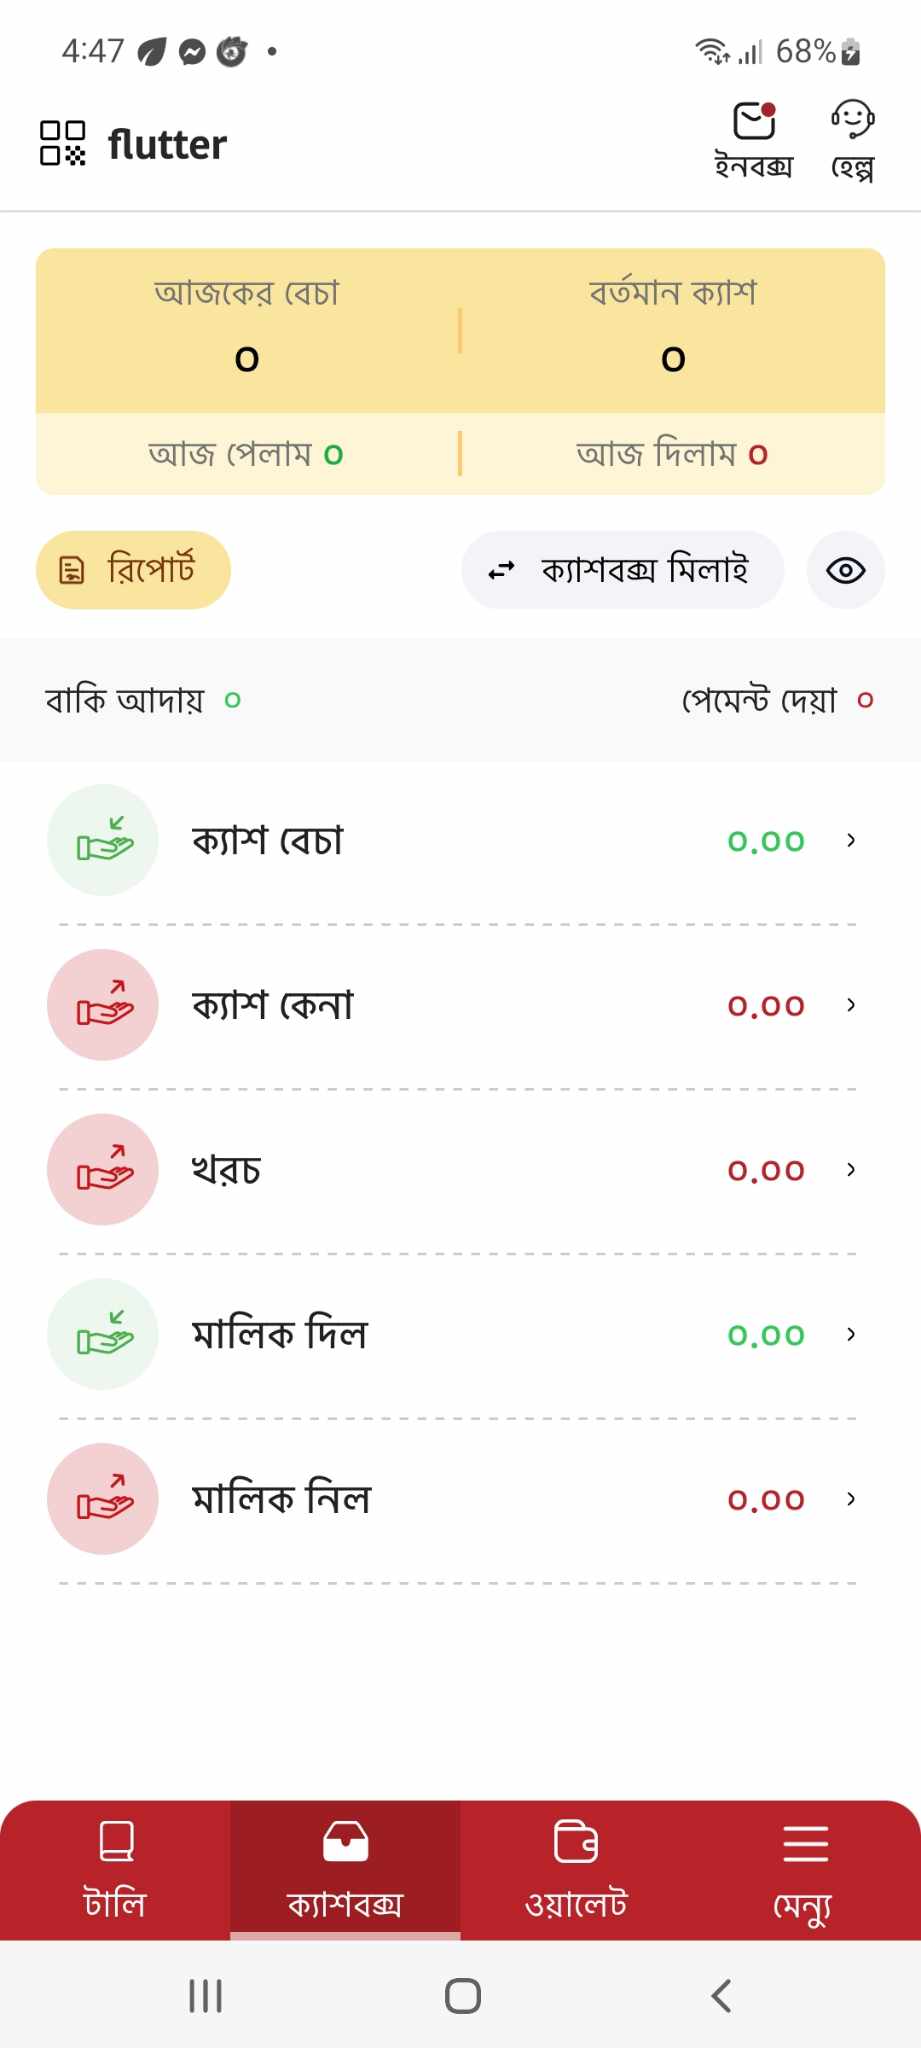 4:47 68%
flutter
ইনবক্স হেল্প
আজকের বেচা বর্তমান ক্যাশ
০ ০
আজ পেলাম ০ আজ দিলাম ০
রিপোর্ট ক্যাশবক্স মিলাই
বাকি আদায় ০ পেমেন্ট দেয়া ০
ক্যাশ বেচা ০.০০
ক্যাশ কেনা ০.০০
খরচ ০.০০
মালিক দিল ০.০০
মালিক নিল ০.০০
টালি ক্যাশবক্স ওয়ালেট মেন্যু